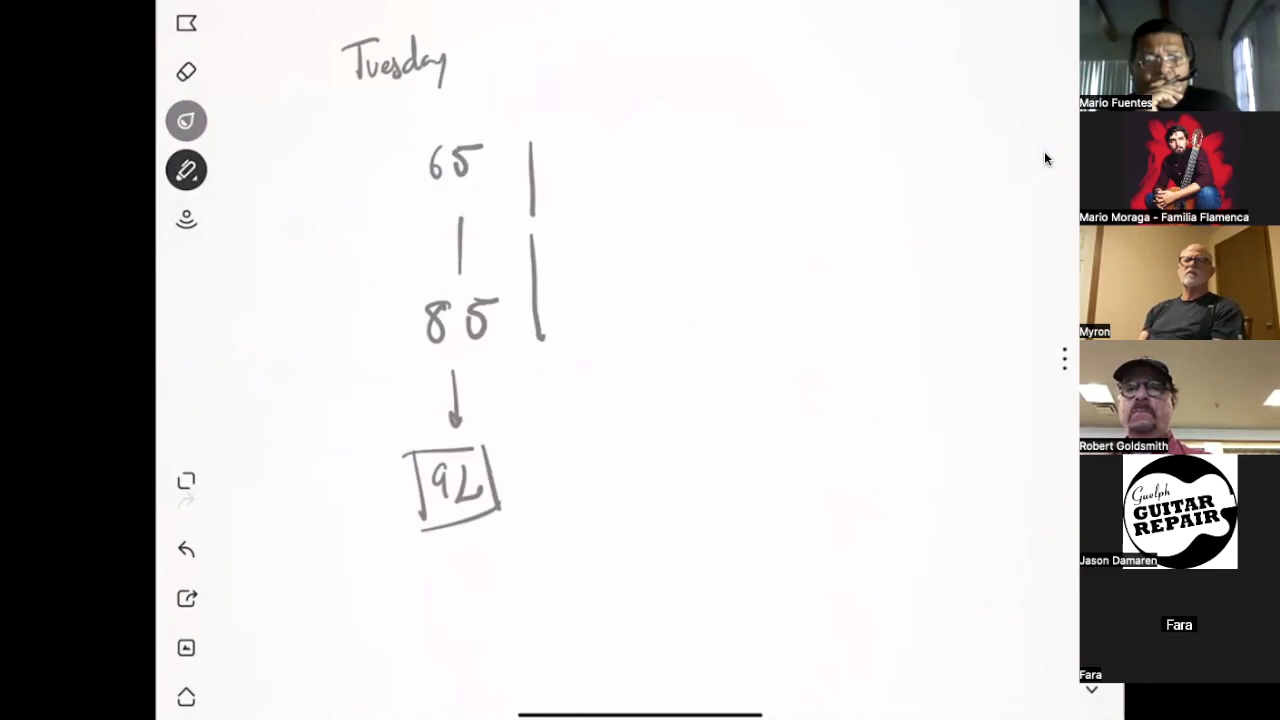 Tuesday
65
85
92
Mario Fuentes
Mario Moraga - Familia Flamenca
Myron
Robert Goldsmith
Guelph
GUITAR
REPAIR
Jason Damaren
Fara
Fara